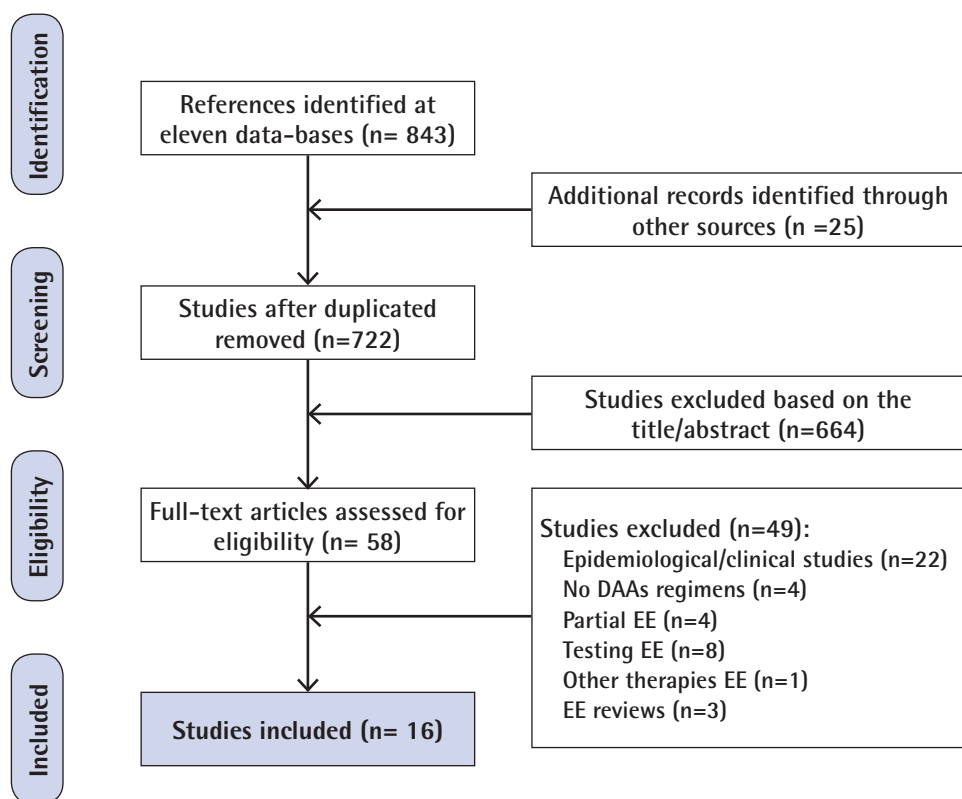 Identification
References identified at
eleven data-bases (n= 843)
Additional records identified through
other sources (n =25)
Screening
Studies after duplicated
removed (n=722)
Studies excluded based on the
title/abstract (n=664)
Eligibility
Full-text articles assessed for
eligibility (n= 58)
Studies excluded (n=49):
Epidemiological/clinical studies (n=22)
No DAAs regimens (n=4)
Partial EE (n=4)
Testing EE (n=8)
Other therapies EE (n=1)
EE reviews (n=3)
Included
Studies included (n= 16)